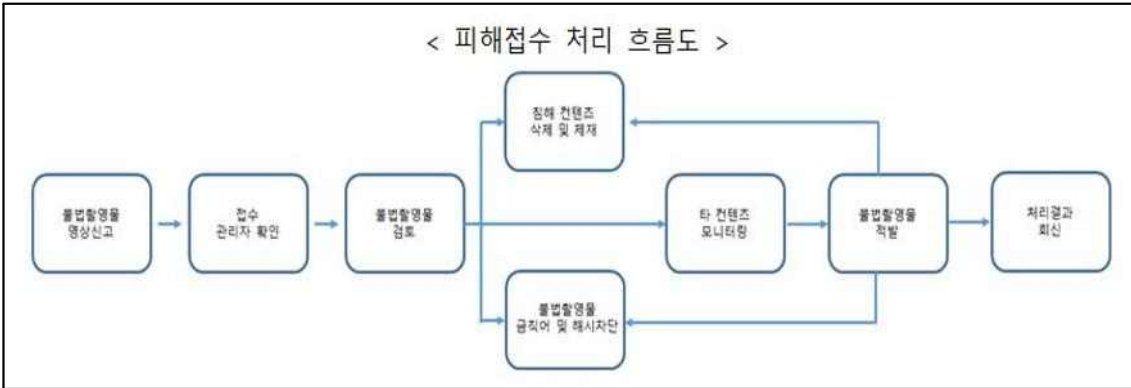 < 피해접수 처리 흐름도 >
침해 컨텐츠
삭제 및 제재
불법촬영물
영상신고
접수
관리자 확인
불법촬영물
검토
타 컨텐츠
모니터링
불법촬영물
적발
처리결과
회신
불법촬영물
금칙어 및 해시차단